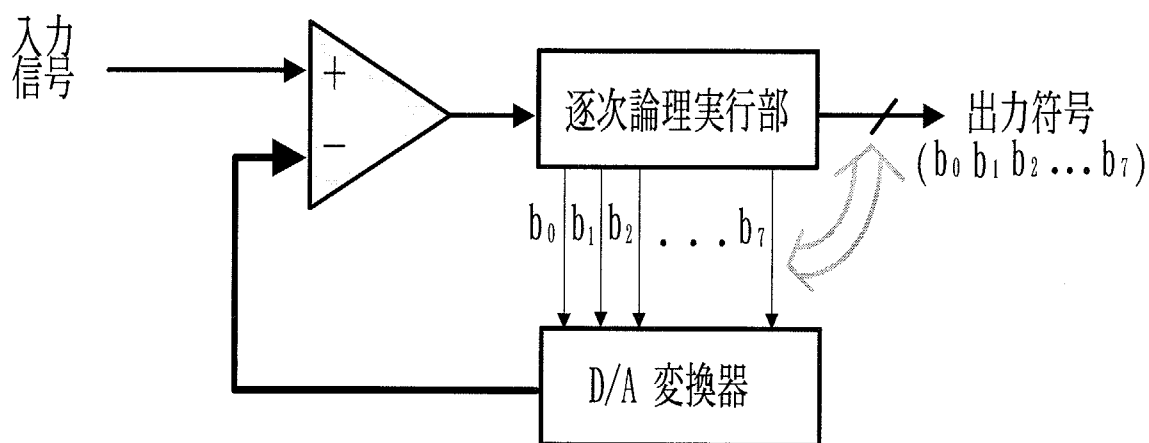 入力
信号
+
−
逐次論理実行部
出力符号
(b₀ b₁ b₂ ... b₇)
b₀ b₁ b₂ ... b₇
D/A 変換器